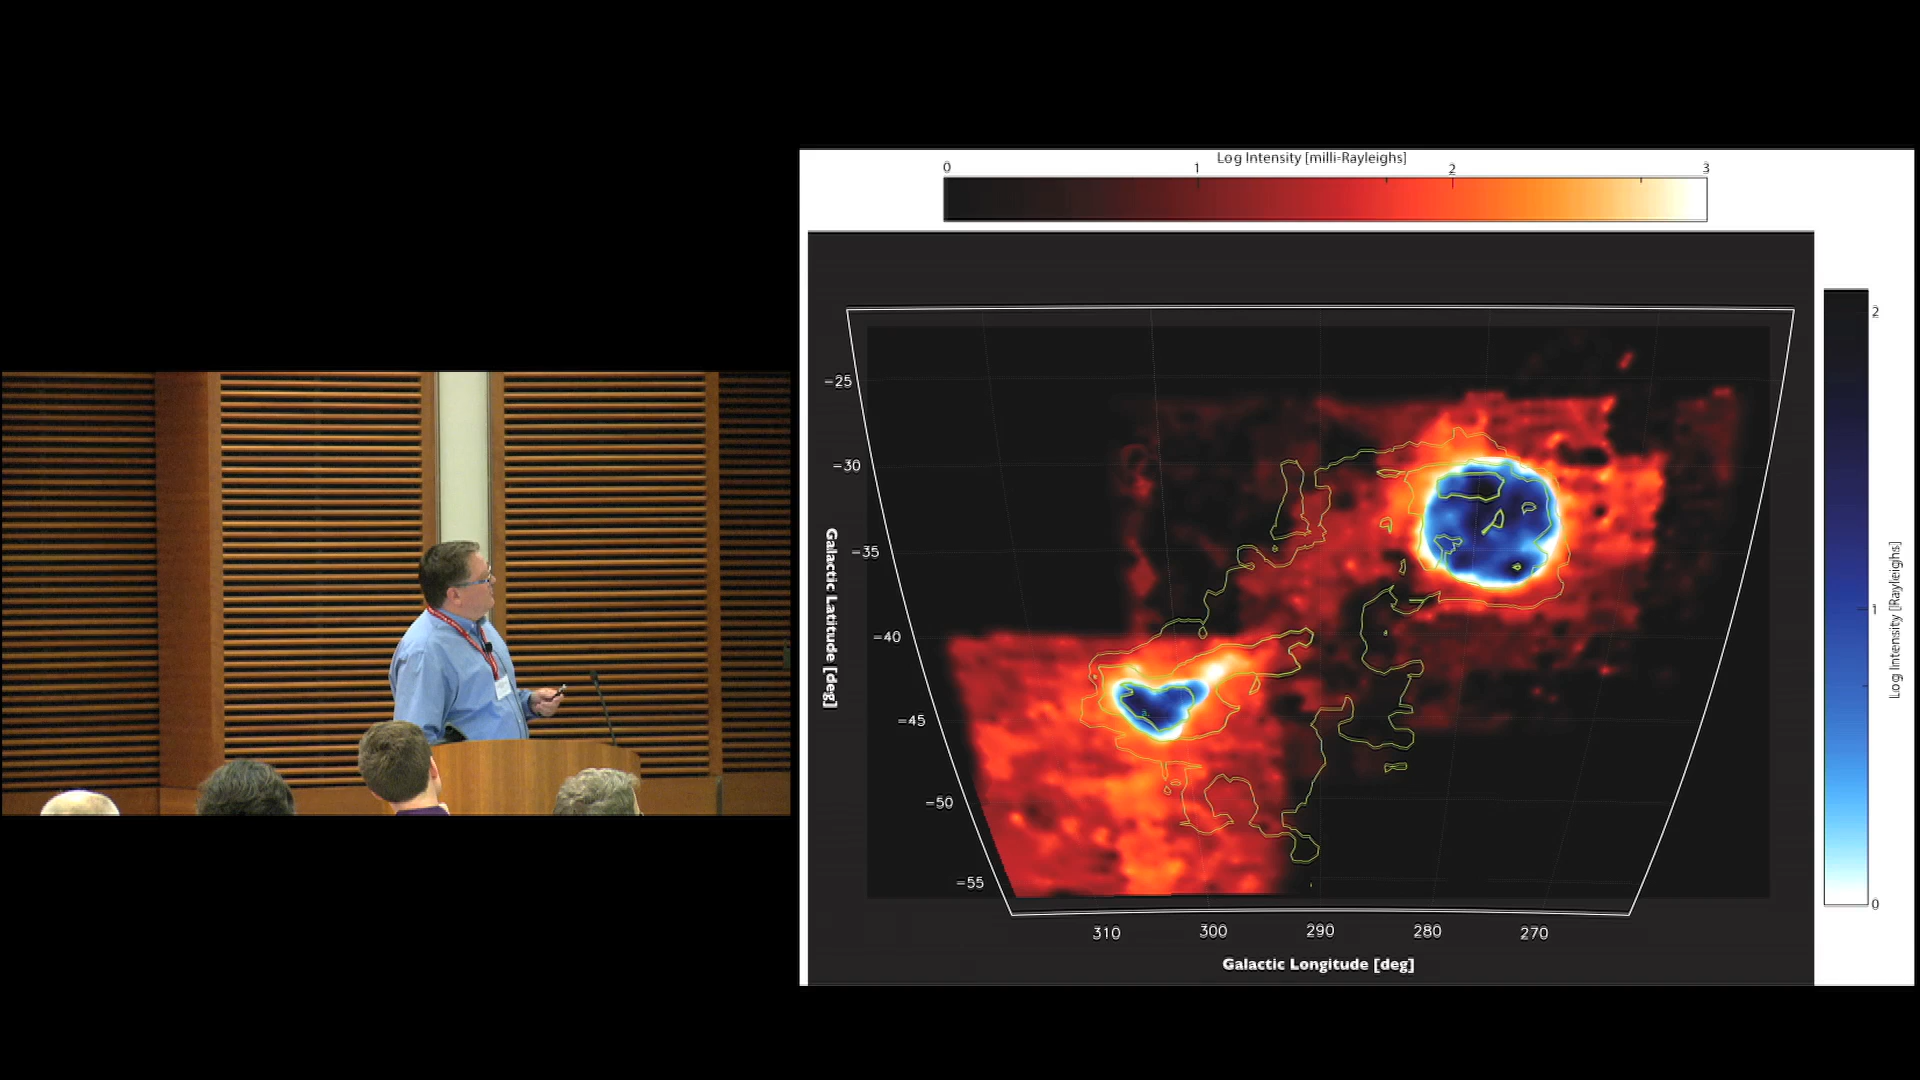 Log Intensity [milli-Rayleighs]
0 1 2 3
−25
−30
−35
−40
−45
−50
−55
Galactic Latitude [deg]
310 300 290 280 270
Galactic Longitude [deg]
2
1
0
Log Intensity [Rayleighs]